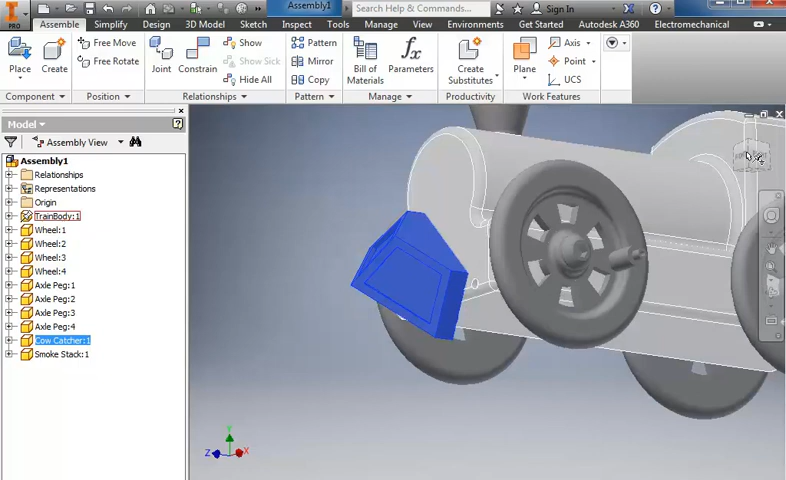 Assembly1
Search Help & Commands...
Sign In
PRO
Assemble Simplify Design 3D Model Sketch Inspect Tools Manage View Environments Get Started Autodesk A360 Electromechanical
Place
Create
Component
Free Move
Free Rotate
Position
Joint
Constrain
Show
Show Sick
Hide All
Relationships
Pattern
Mirror
Copy
Pattern
Bill of Materials
Parameters
Manage
Create Substitutes
Productivity
Plane
Axis
Point
UCS
Work Features
Model
Assembly View
Assembly1
Relationships
Representations
Origin
TrainBody:1
Wheel:1
Wheel:2
Wheel:3
Wheel:4
Axle Peg:1
Axle Peg:2
Axle Peg:3
Axle Peg:4
Cow Catcher:1
Smoke Stack:1
Y
Z
X